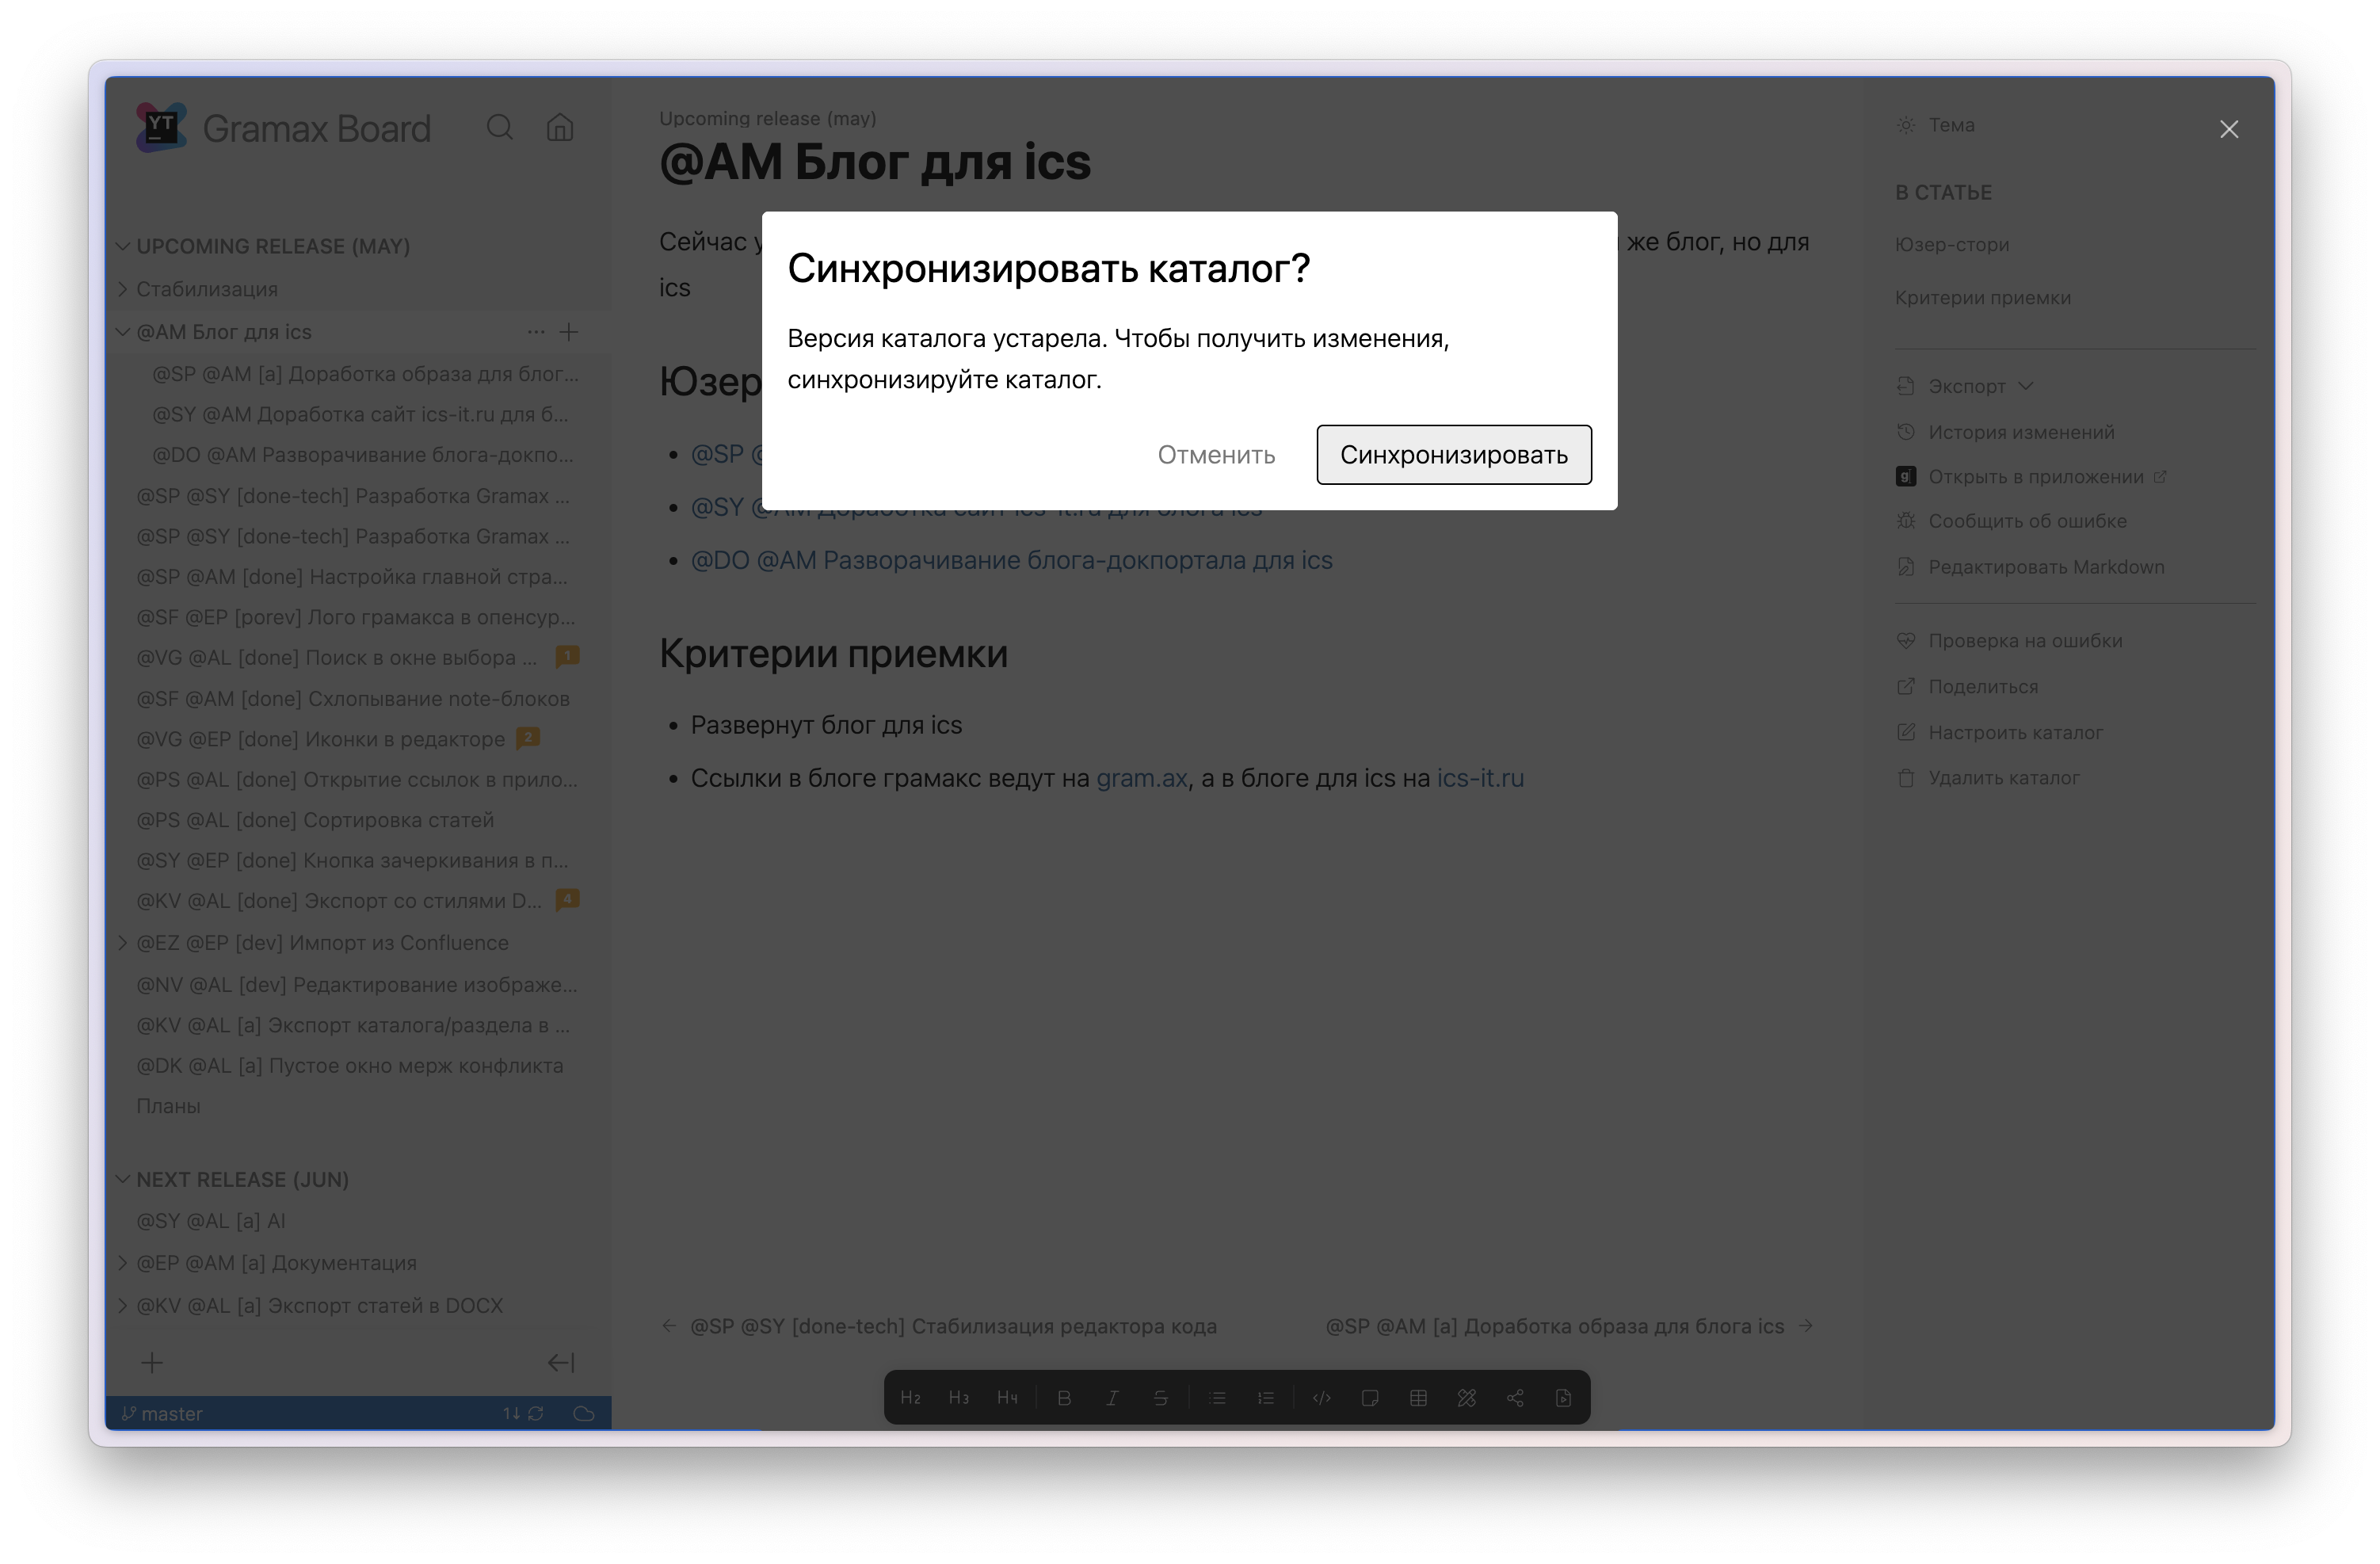 YT
Gramax Board
UPCOMING RELEASE (MAY)
Стабилизация
@AM Блог для ics
@SP @AM [a] Доработка образа для блог...
@SY @AM Доработка сайт ics-it.ru для б...
@DO @AM Разворачивание блога-докпо...
@SP @SY [done-tech] Разработка Gramax ...
@SP @SY [done-tech] Разработка Gramax ...
@SP @AM [done] Настройка главной стра...
@SF @EP [porev] Лого грамакса в опенсур...
@VG @AL [done] Поиск в окне выбора ... 1
@SF @AM [done] Схлопывание note-блоков
@VG @EP [done] Иконки в редакторе 2
@PS @AL [done] Открытие ссылок в прило...
@PS @AL [done] Сортировка статей
@SY @EP [done] Кнопка зачеркивания в п...
@KV @AL [done] Экспорт со стилями D... 4
@EZ @EP [dev] Импорт из Confluence
@NV @AL [dev] Редактирование изображе...
@KV @AL [a] Экспорт каталога/раздела в ...
@DK @AL [a] Пустое окно мерж конфликта
Планы
NEXT RELEASE (JUN)
@SY @AL [a] AI
@EP @AM [a] Документация
@KV @AL [a] Экспорт статей в DOCX
master 1↓
Upcoming release (may)
@AM Блог для ics
Сейчас у же блог, но для
ics
Синхронизировать каталог?
Версия каталога устарела. Чтобы получить изменения,
синхронизируйте каталог.
Отменить Синхронизировать
Юзер
@SP @
@SY @AM Доработка сайт ics-it.ru для блога ics
@DO @AM Разворачивание блога-докпортала для ics
Критерии приемки
Развернут блог для ics
Ссылки в блоге грамакс ведут на gram.ax, а в блоге для ics на ics-it.ru
← @SP @SY [done-tech] Стабилизация редактора кода
@SP @AM [a] Доработка образа для блога ics →
H2 H3 H4 B I S
Тема
В СТАТЬЕ
Юзер-стори
Критерии приемки
Экспорт
История изменений
Открыть в приложении
Сообщить об ошибке
Редактировать Markdown
Проверка на ошибки
Поделиться
Настроить каталог
Удалить каталог